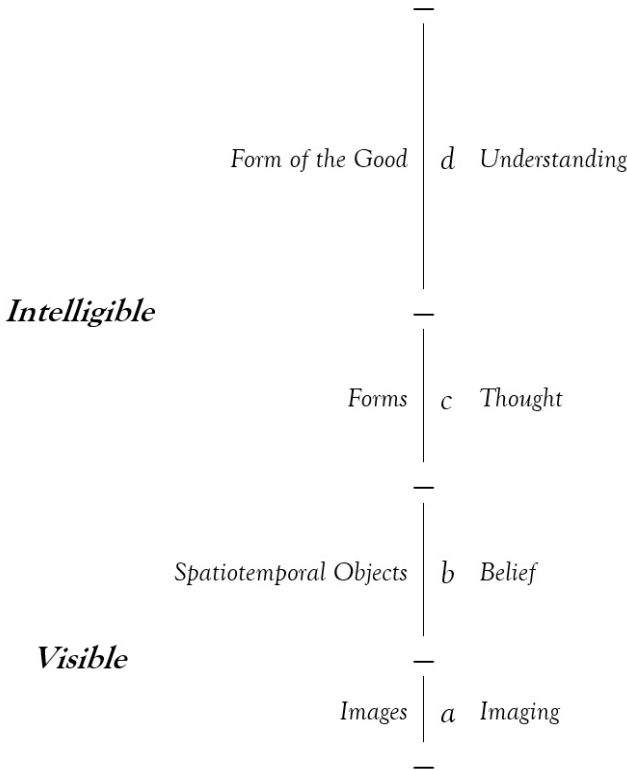 Form of the Good d Understanding
Intelligible
Forms c Thought
Spatiotemporal Objects b Belief
Visible
Images a Imaging